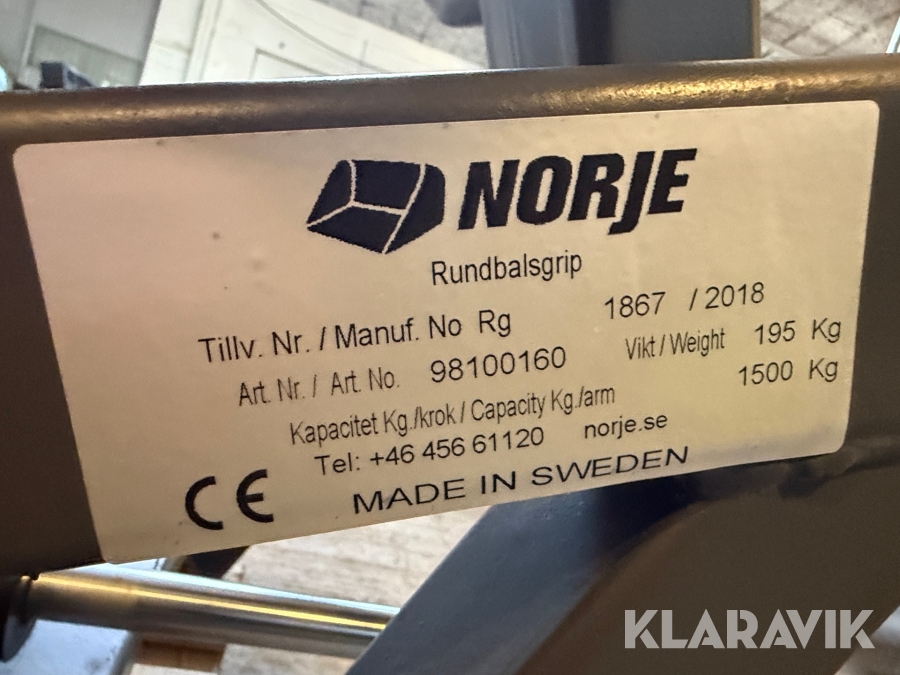 NORJE
Rundbalsgrip
Tillv. Nr. / Manuf. No Rg 1867 / 2018
Art. Nr. / Art. No. 98100160 Vikt / Weight 195 Kg
Kapacitet Kg./krok / Capacity Kg./arm 1500 Kg
Tel: +46 456 61120 norje.se
CE MADE IN SWEDEN
KLARAVIK